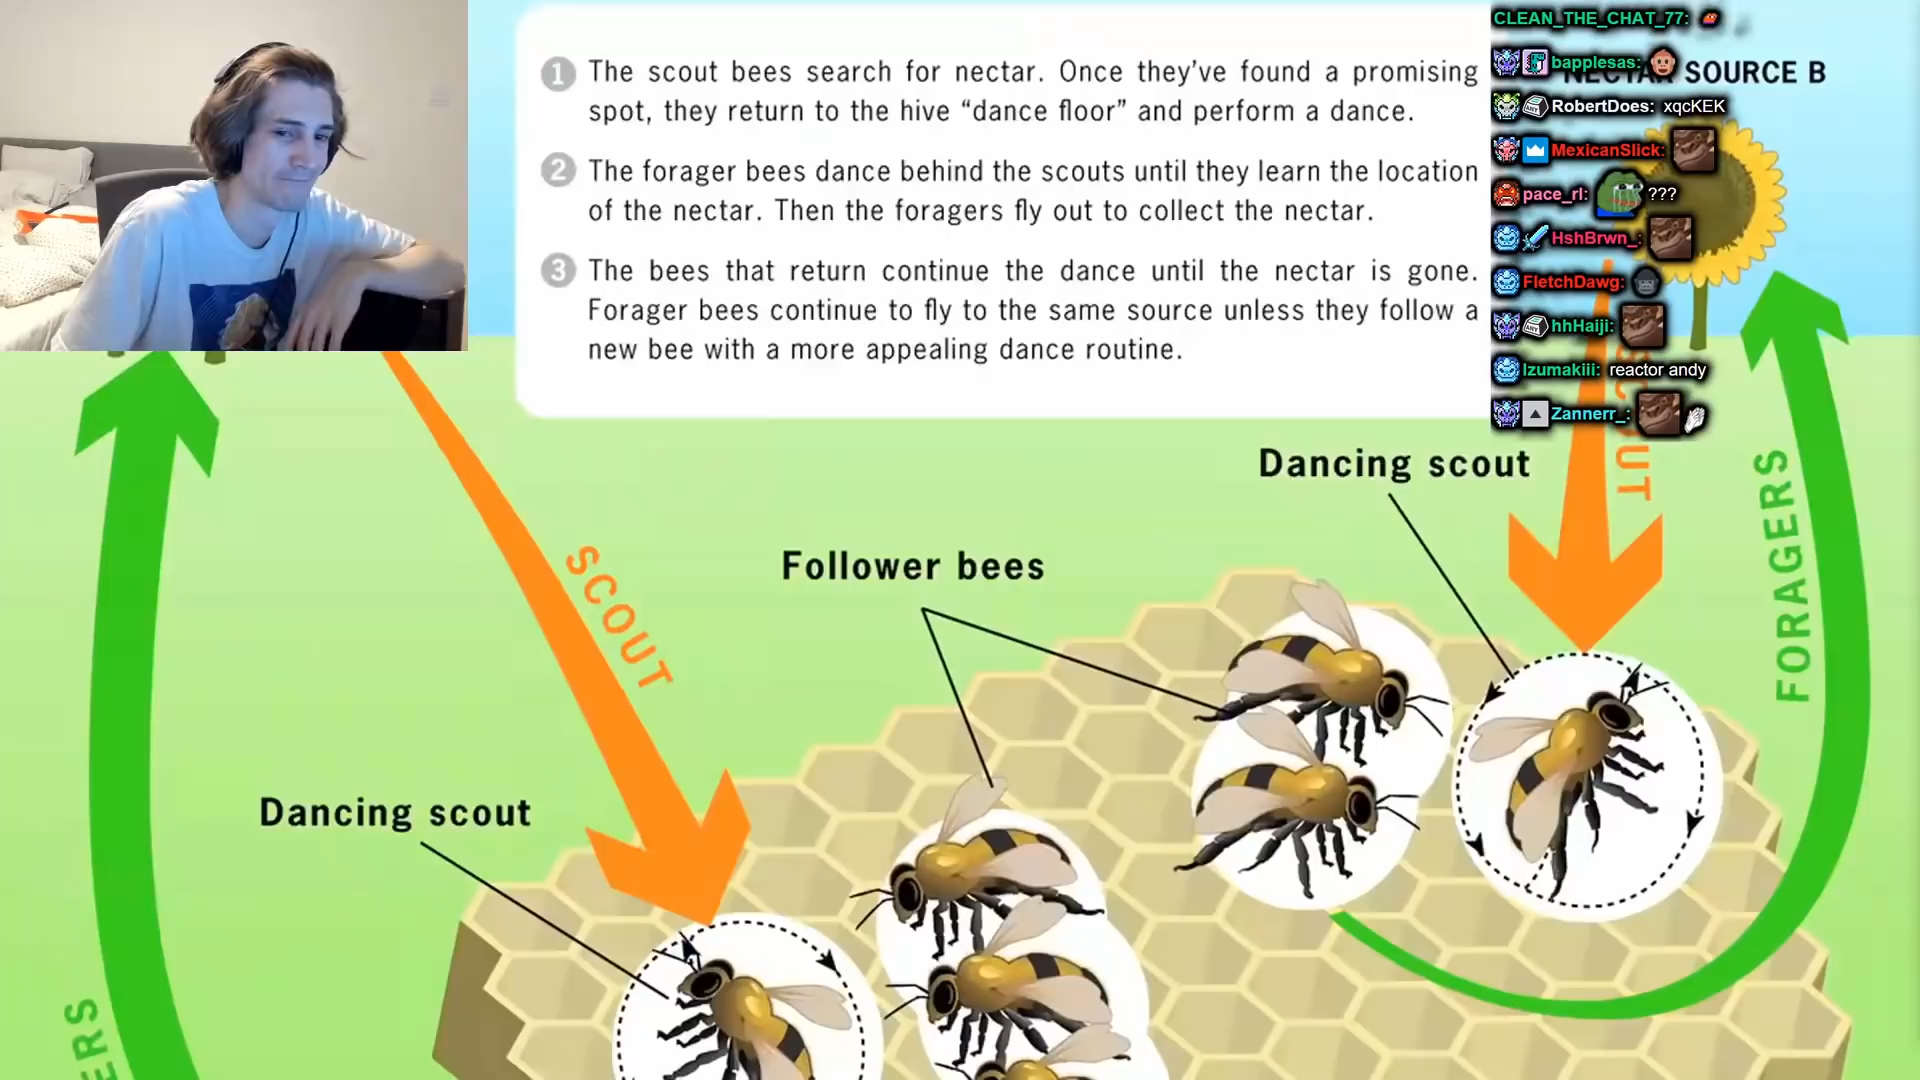 1 The scout bees search for nectar. Once they've found a promising
spot, they return to the hive “dance floor” and perform a dance.
2 The forager bees dance behind the scouts until they learn the location
of the nectar. Then the foragers fly out to collect the nectar.
3 The bees that return continue the dance until the nectar is gone.
Forager bees continue to fly to the same source unless they follow a
new bee with a more appealing dance routine.
CLEAN_THE_CHAT_77:
bapplesas:
NECTAR SOURCE B
RobertDoes: xqcKEK
MexicanSlick:
pace_rl: ???
HshBrwn_:
FletchDawg:
hhHaiji:
Izumakiii: reactor andy
Zannerr_:
SCOUT
Dancing scout
FORAGERS
Follower bees
SCOUT
Dancing scout
ERS